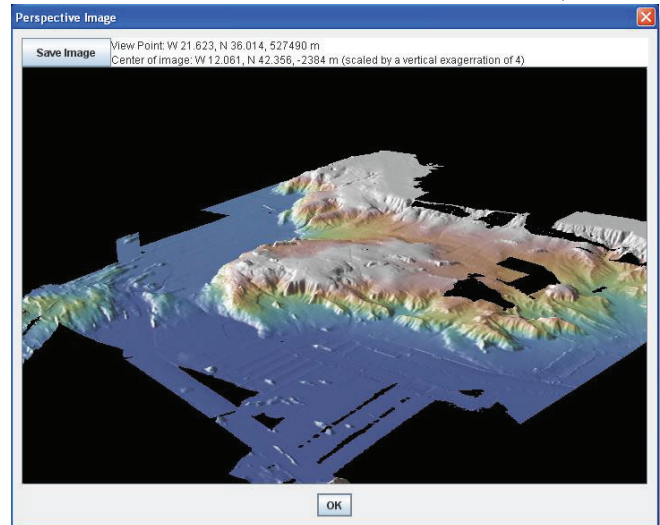 Perspective Image
Save Image
View Point: W 21.623, N 36.014, 527490 m
Center of image: W 12.061, N 42.356, -2384 m (scaled by a vertical exagerration of 4)
OK